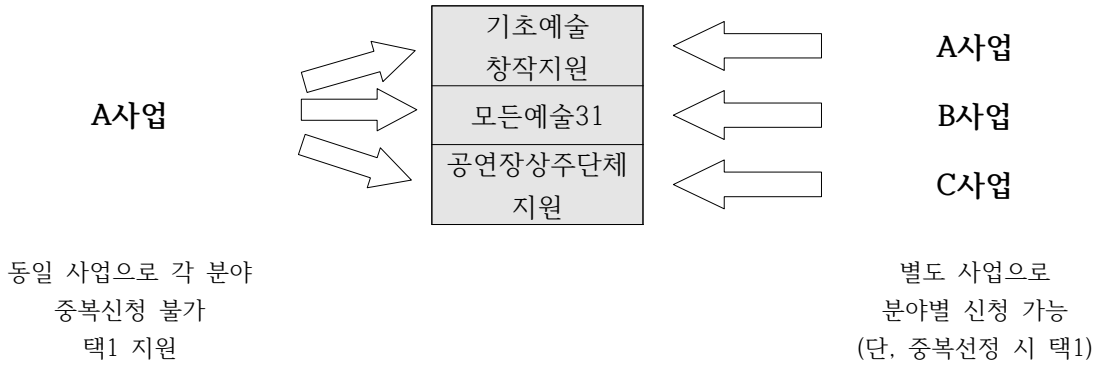 A사업
기초예술
창작지원
모든예술31
공연장상주단체
지원
A사업
B사업
C사업
동일 사업으로 각 분야
중복신청 불가
택1 지원
별도 사업으로
분야별 신청 가능
(단, 중복선정 시 택1)